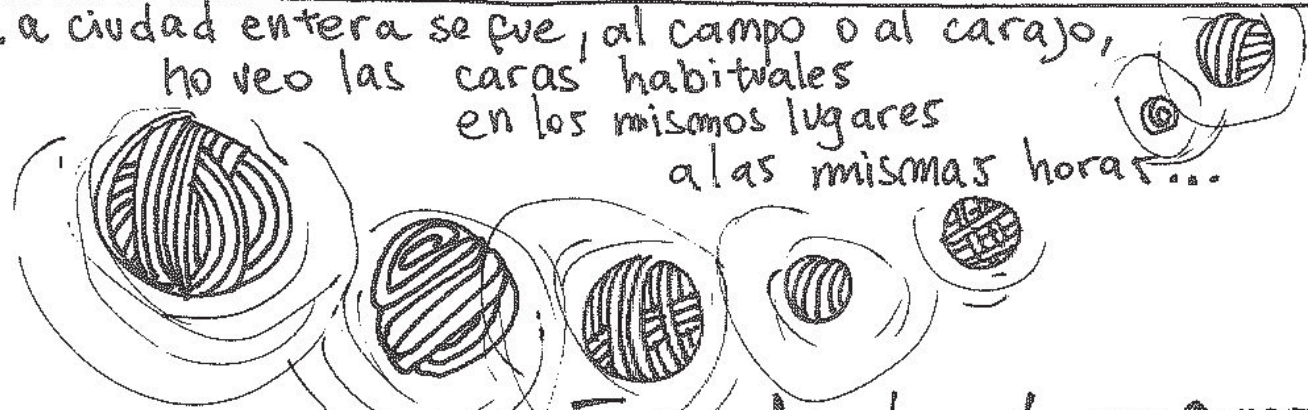 a ciudad entera se fue, al campo o al carajo,
no veo las caras habituales
en los mismos lugares
a las mismas horas...